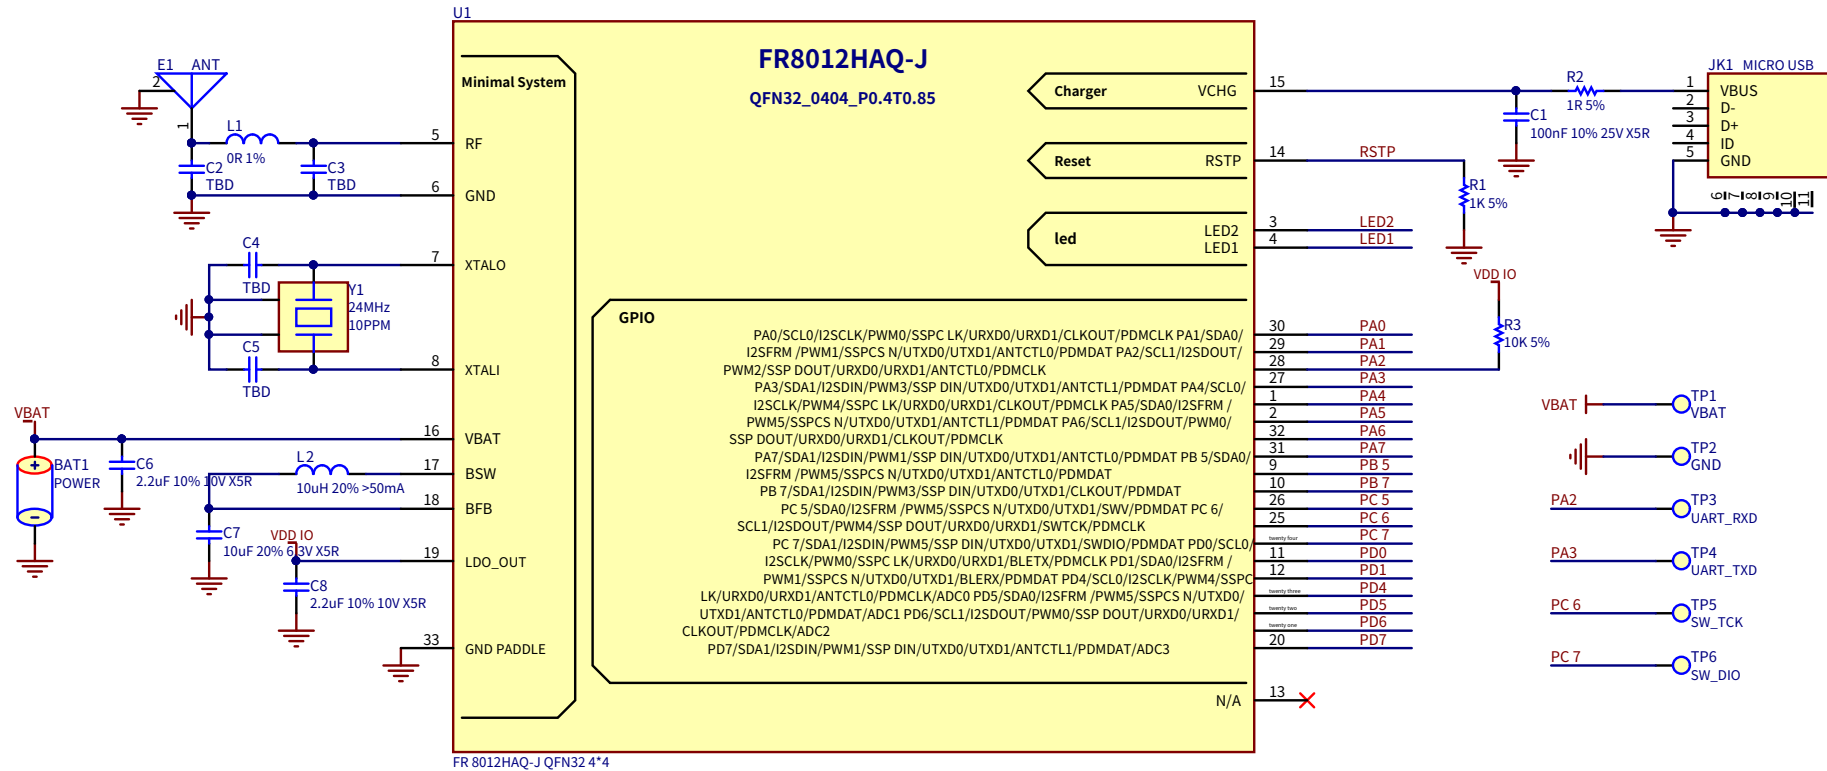 U1
FR8012HAQ-J
QFN32_0404_P0.4T0.85
Minimal System
E1 ANT
2
1
L1
0R 1%
C2
TBD
C3
TBD
5 RF
6 GND
C4
TBD
7 XTALO
Y1
24MHz
10PPM
C5
TBD
8 XTALI
VBAT
16 VBAT
BAT1
POWER
C6
2.2uF 10% 10V X5R
L2
10uH 20% >50mA
17 BSW
18 BFB
C7
10uF 20% 6.3V X5R
VDD IO
19 LDO_OUT
C8
2.2uF 10% 10V X5R
33 GND PADDLE
Charger VCHG 15
Reset RSTP 14 RSTP
led
LED2 3 LED2
LED1 4 LED1
GPIO
PA0/SCL0/I2SCLK/PWM0/SSPC LK/URXD0/URXD1/CLKOUT/PDMCLK PA1/SDA0/
I2SFRM /PWM1/SSPCS N/UTXD0/UTXD1/ANTCTL0/PDMDAT PA2/SCL1/I2SDOUT/
PWM2/SSP DOUT/URXD0/URXD1/ANTCTL0/PDMCLK
PA3/SDA1/I2SDIN/PWM3/SSP DIN/UTXD0/UTXD1/ANTCTL1/PDMDAT PA4/SCL0/
I2SCLK/PWM4/SSPC LK/URXD0/URXD1/CLKOUT/PDMCLK PA5/SDA0/I2SFRM /
PWM5/SSPCS N/UTXD0/UTXD1/ANTCTL1/PDMDAT PA6/SCL1/I2SDOUT/PWM0/
SSP DOUT/URXD0/URXD1/CLKOUT/PDMCLK
PA7/SDA1/I2SDIN/PWM1/SSP DIN/UTXD0/UTXD1/ANTCTL0/PDMDAT PB 5/SDA0/
I2SFRM /PWM5/SSPCS N/UTXD0/UTXD1/ANTCTL0/PDMDAT
PB 7/SDA1/I2SDIN/PWM3/SSP DIN/UTXD0/UTXD1/CLKOUT/PDMDAT
PC 5/SDA0/I2SFRM /PWM5/SSPCS N/UTXD0/UTXD1/SWV/PDMDAT PC 6/
SCL1/I2SDOUT/PWM4/SSP DOUT/URXD0/URXD1/SWTCK/PDMCLK
PC 7/SDA1/I2SDIN/PWM5/SSP DIN/UTXD0/UTXD1/SWDIO/PDMDAT PD0/SCL0/
I2SCLK/PWM0/SSPC LK/URXD0/URXD1/BLETX/PDMCLK PD1/SDA0/I2SFRM /
PWM1/SSPCS N/UTXD0/UTXD1/BLERX/PDMDAT PD4/SCL0/I2SCLK/PWM4/SSPC
LK/URXD0/URXD1/ANTCTL0/PDMCLK/ADC0 PD5/SDA0/I2SFRM /PWM5/SSPCS N/UTXD0/
UTXD1/ANTCTL0/PDMDAT/ADC1 PD6/SCL1/I2SDOUT/PWM0/SSP DOUT/URXD0/URXD1/
CLKOUT/PDMCLK/ADC2
PD7/SDA1/I2SDIN/PWM1/SSP DIN/UTXD0/UTXD1/ANTCTL1/PDMDAT/ADC3
30 PA0
29 PA1
28 PA2
27 PA3
1 PA4
2 PA5
32 PA6
31 PA7
9 PB 5
10 PB 7
26 PC 5
25 PC 6
twenty four PC 7
11 PD0
12 PD1
twenty three PD4
twenty two PD5
twenty one PD6
20 PD7
N/A 13
FR 8012HAQ-J QFN32 4*4
C1
100nF 10% 25V X5R
R2
1R 5%
JK1 MICRO USB
1 VBUS
2 D-
3 D+
4 ID
5 GND
6 7 8 9 10 11
R1
1K 5%
VDD IO
R3
10K 5%
VBAT TP1
VBAT
TP2
GND
PA2 TP3
UART_RXD
PA3 TP4
UART_TXD
PC 6 TP5
SW_TCK
PC 7 TP6
SW_DIO